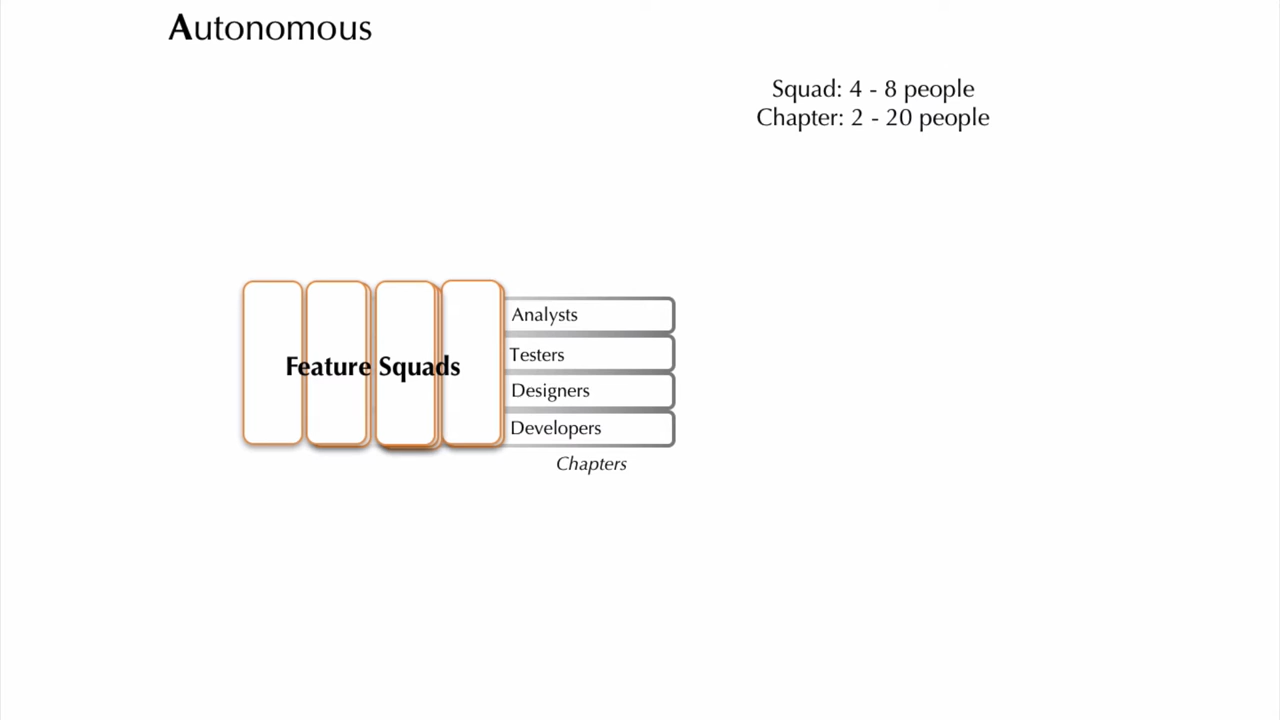 Autonomous
Squad: 4 - 8 people
Chapter: 2 - 20 people
Analysts
Testers
Feature Squads
Designers
Developers
Chapters